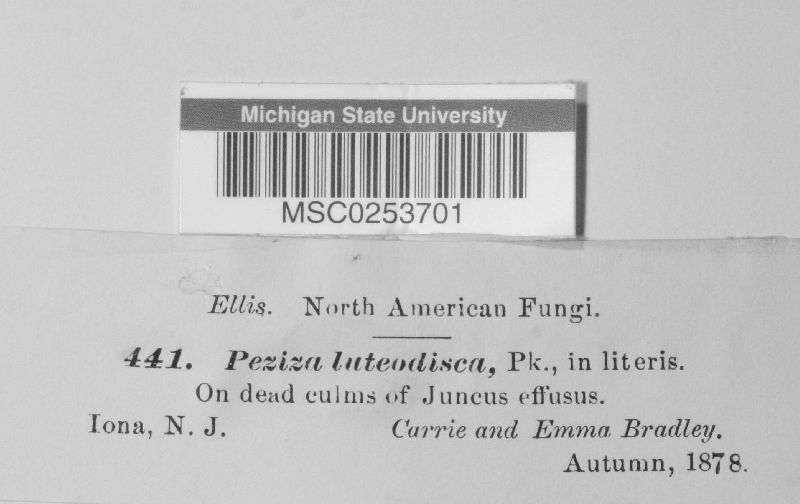 Michigan State University
MSC0253701
Ellis. North American Fungi.
441. Peziza luteodisca, Pk., in literis.
On dead culms of Juncus effusus.
Iona, N. J. Carrie and Emma Bradley.
Autumn, 1878.